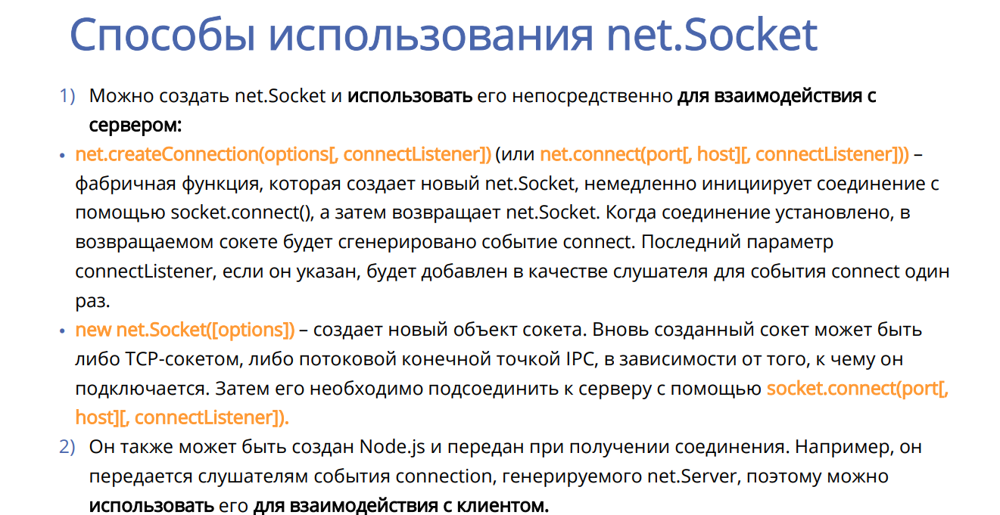 Способы использования net.Socket
1) Можно создать net.Socket и использовать его непосредственно для взаимодействия с
сервером:
• net.createConnection(options[, connectListener]) (или net.connect(port[, host][, connectListener])) –
фабричная функция, которая создает новый net.Socket, немедленно инициирует соединение с
помощью socket.connect(), а затем возвращает net.Socket. Когда соединение установлено, в
возвращаемом сокете будет сгенерировано событие connect. Последний параметр
connectListener, если он указан, будет добавлен в качестве слушателя для события connect один
раз.
• new net.Socket([options]) – создает новый объект сокета. Вновь созданный сокет может быть
либо TCP-сокетом, либо потоковой конечной точкой IPC, в зависимости от того, к чему он
подключается. Затем его необходимо подсоединить к серверу с помощью socket.connect(port[,
host][, connectListener]).
2) Он также может быть создан Node.js и передан при получении соединения. Например, он
передается слушателям события connection, генерируемого net.Server, поэтому можно
использовать его для взаимодействия с клиентом.